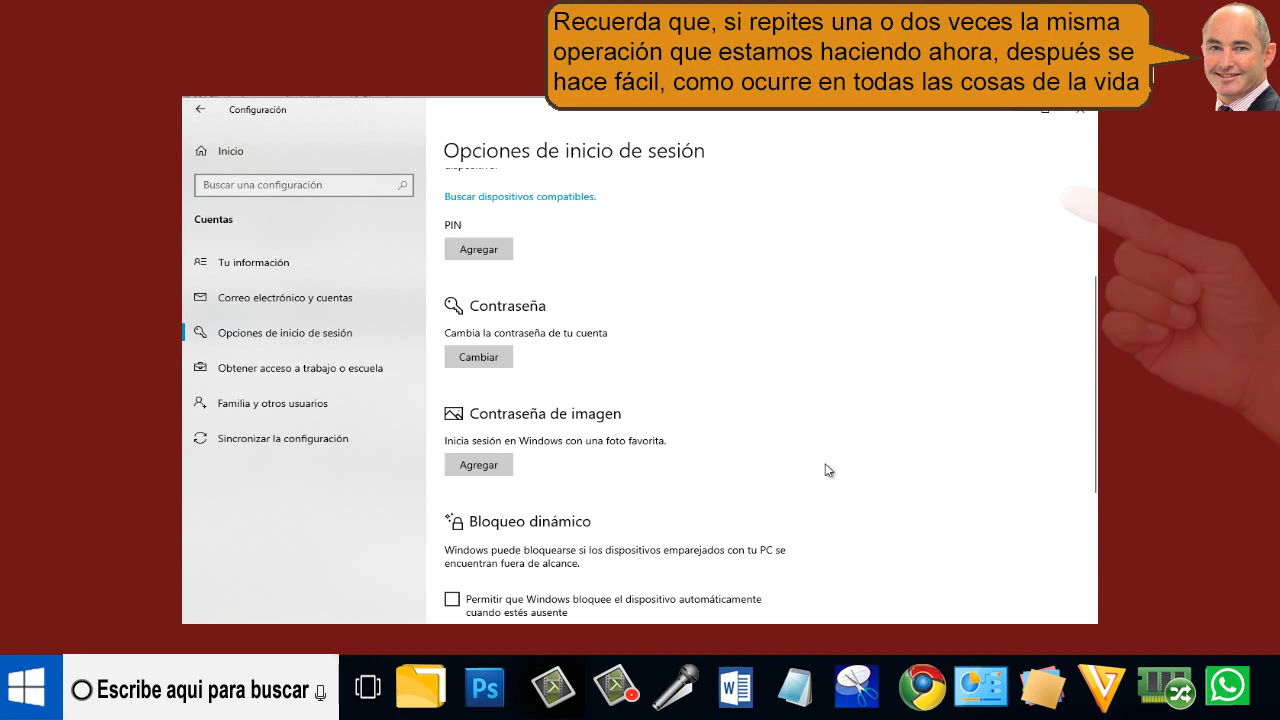 Recuerda que, si repites una o dos veces la misma
operación que estamos haciendo ahora, después se
hace fácil, como ocurre en todas las cosas de la vida
Configuración
Inicio
Buscar una configuración
Cuentas
Tu información
Correo electrónico y cuentas
Opciones de inicio de sesión
Obtener acceso a trabajo o escuela
Familia y otros usuarios
Sincronizar la configuración
Opciones de inicio de sesión
Buscar dispositivos compatibles.
PIN
Agregar
Contraseña
Cambia la contraseña de tu cuenta
Cambiar
Contraseña de imagen
Inicia sesión en Windows con una foto favorita.
Agregar
Bloqueo dinámico
Windows puede bloquearse si los dispositivos emparejados con tu PC se
encuentran fuera de alcance.
Permitir que Windows bloquee el dispositivo automáticamente
cuando estés ausente
Escribe aqui para buscar
Ps
W